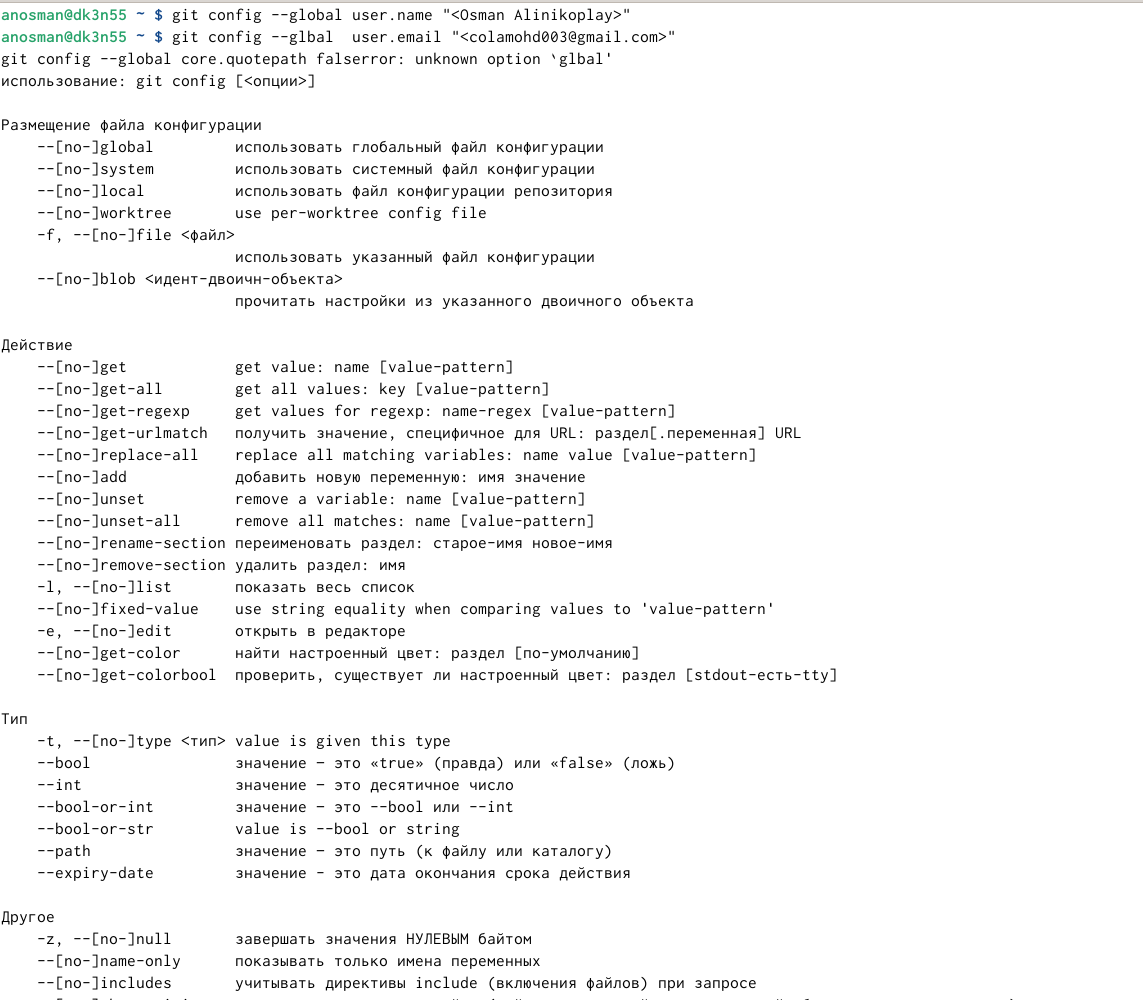 anosman@dk3n55 ~ $ git config --global user.name "<Osman Alinikoplay>"
anosman@dk3n55 ~ $ git config --glbal  user.email "<colamohd003@gmail.com>"
git config --global core.quotepath falserror: unknown option `glbal'
использование: git config [<опции>]

Размещение файла конфигурации
    --[no-]global         использовать глобальный файл конфигурации
    --[no-]system         использовать системный файл конфигурации
    --[no-]local          использовать файл конфигурации репозитория
    --[no-]worktree       use per-worktree config file
    -f, --[no-]file <файл>
                          использовать указанный файл конфигурации
    --[no-]blob <идент-двоичн-объекта>
                          прочитать настройки из указанного двоичного объекта

Действие
    --[no-]get            get value: name [value-pattern]
    --[no-]get-all        get all values: key [value-pattern]
    --[no-]get-regexp     get values for regexp: name-regex [value-pattern]
    --[no-]get-urlmatch   получить значение, специфичное для URL: раздел[.переменная] URL
    --[no-]replace-all    replace all matching variables: name value [value-pattern]
    --[no-]add            добавить новую переменную: имя значение
    --[no-]unset          remove a variable: name [value-pattern]
    --[no-]unset-all      remove all matches: name [value-pattern]
    --[no-]rename-section переименовать раздел: старое-имя новое-имя
    --[no-]remove-section удалить раздел: имя
    -l, --[no-]list       показать весь список
    --[no-]fixed-value    use string equality when comparing values to 'value-pattern'
    -e, --[no-]edit       открыть в редакторе
    --[no-]get-color      найти настроенный цвет: раздел [по-умолчанию]
    --[no-]get-colorbool  проверить, существует ли настроенный цвет: раздел [stdout-есть-tty]

Тип
    -t, --[no-]type <тип> value is given this type
    --bool                значение — это «true» (правда) или «false» (ложь)
    --int                 значение — это десятичное число
    --bool-or-int         значение — это --bool или --int
    --bool-or-str         value is --bool or string
    --path                значение — это путь (к файлу или каталогу)
    --expiry-date         значение - это дата окончания срока действия

Другое
    -z, --[no-]null       завершать значения НУЛЕВЫМ байтом
    --[no-]name-only      показывать только имена переменных
    --[no-]includes       учитывать директивы include (включения файлов) при запросе